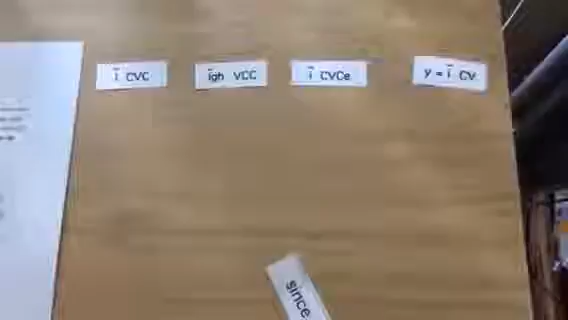 ĭ CVC
īgh VCC
ī CVCe
y = ī CV
since